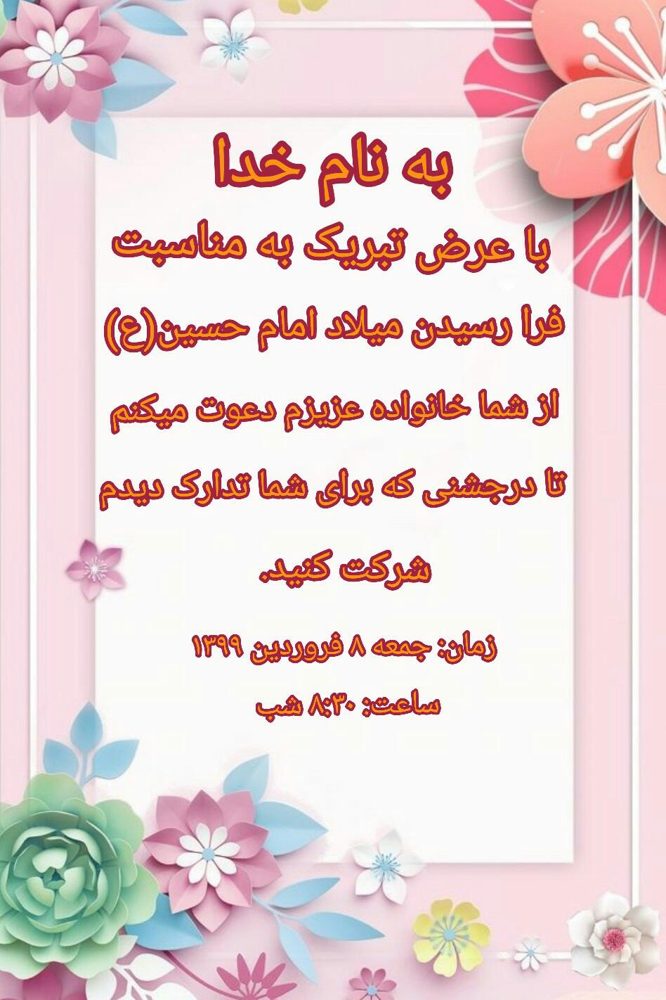 به نام خدا
با عرض تبریک به مناسبت
فرا رسیدن میلاد امام حسین(ع)
از شما خانواده عزیزم دعوت میکنم
تا درجشنی که برای شما تدارک دیدم
شرکت کنید.
زمان: جمعه ۸ فروردین ۱۳۹۹
ساعت: ۸:۳۰ شب